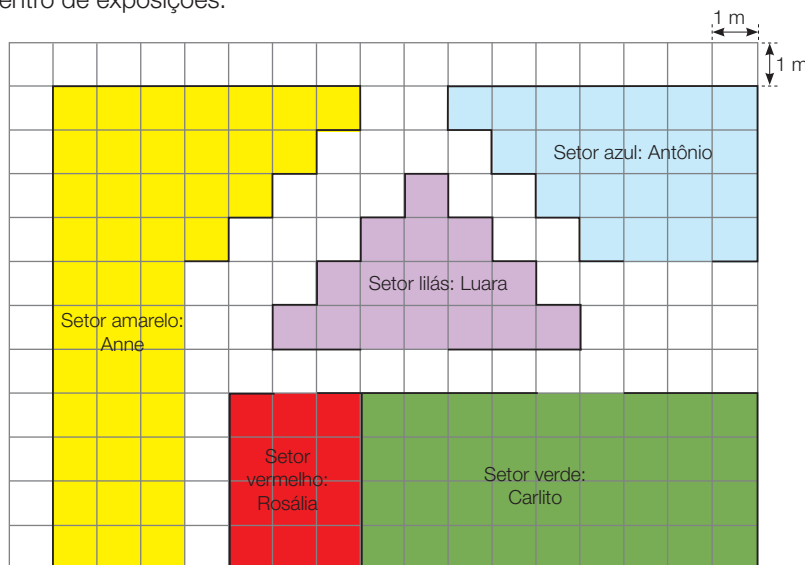 entro de exposições.
1 m
1 m
Setor azul: Antônio
Setor lilás: Luara
Setor amarelo:
Anne
Setor
vermelho:
Rosália
Setor verde:
Carlito